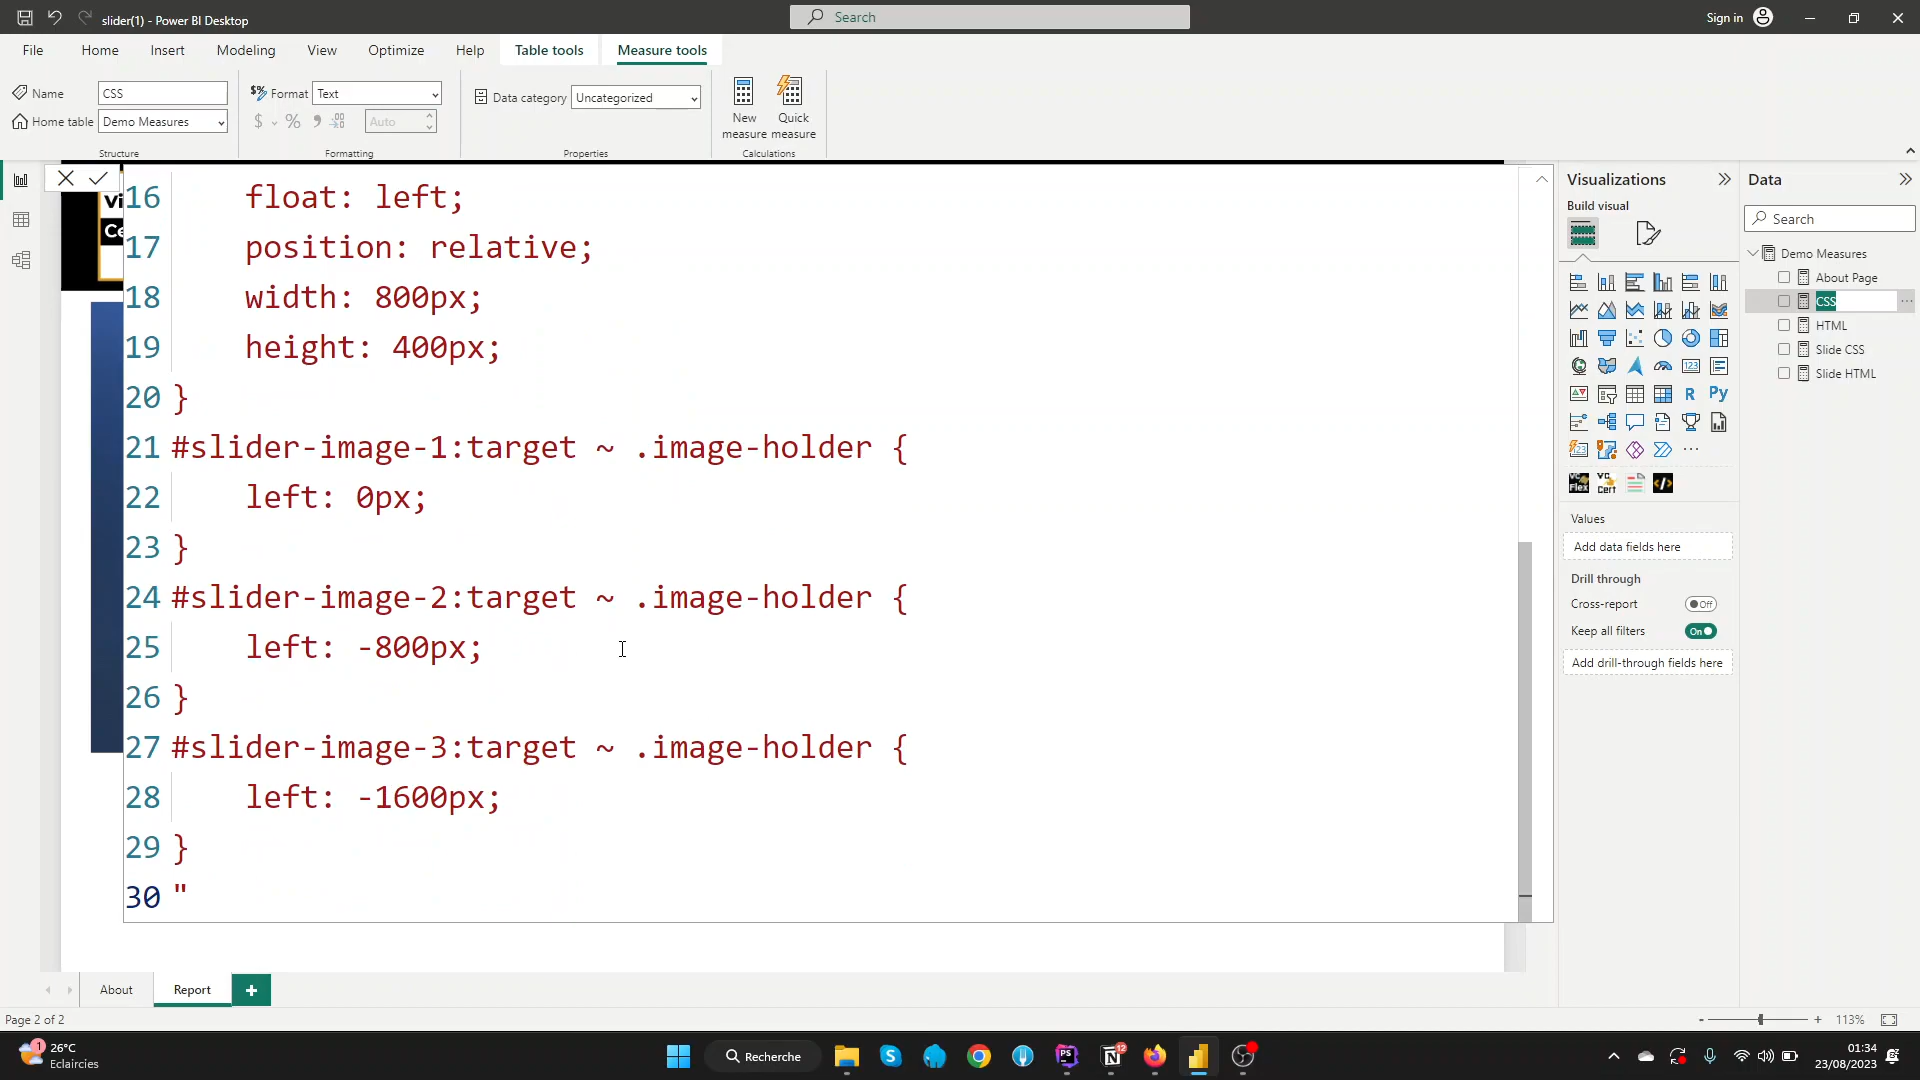 slider(1) - Power BI Desktop
Search
Sign in
File
Home
Insert
Modeling
View
Optimize
Help
Table tools
Measure tools
Name
CSS
Home table
Demo Measures
Structure
Format
Text
$
%
Auto
Formatting
Data category
Uncategorized
Properties
New
measure
Quick
measure
Calculations
16 float: left;
17 position: relative;
18 width: 800px;
19 height: 400px;
20 }
21 #slider-image-1:target ~ .image-holder {
22 left: 0px;
23 }
24 #slider-image-2:target ~ .image-holder {
25 left: -800px;
26 }
27 #slider-image-3:target ~ .image-holder {
28 left: -1600px;
29 }
30 "
Visualizations
Build visual
123
R
Py
VC
Flex
VC
Cert
Values
Add data fields here
Drill through
Cross-report
Off
Keep all filters
On
Add drill-through fields here
Data
Search
Demo Measures
About Page
CSS
HTML
Slide CSS
Slide HTML
About
Report
Page 2 of 2
113%
26°C
Eclaircies
Recherche
01:34
23/08/2023